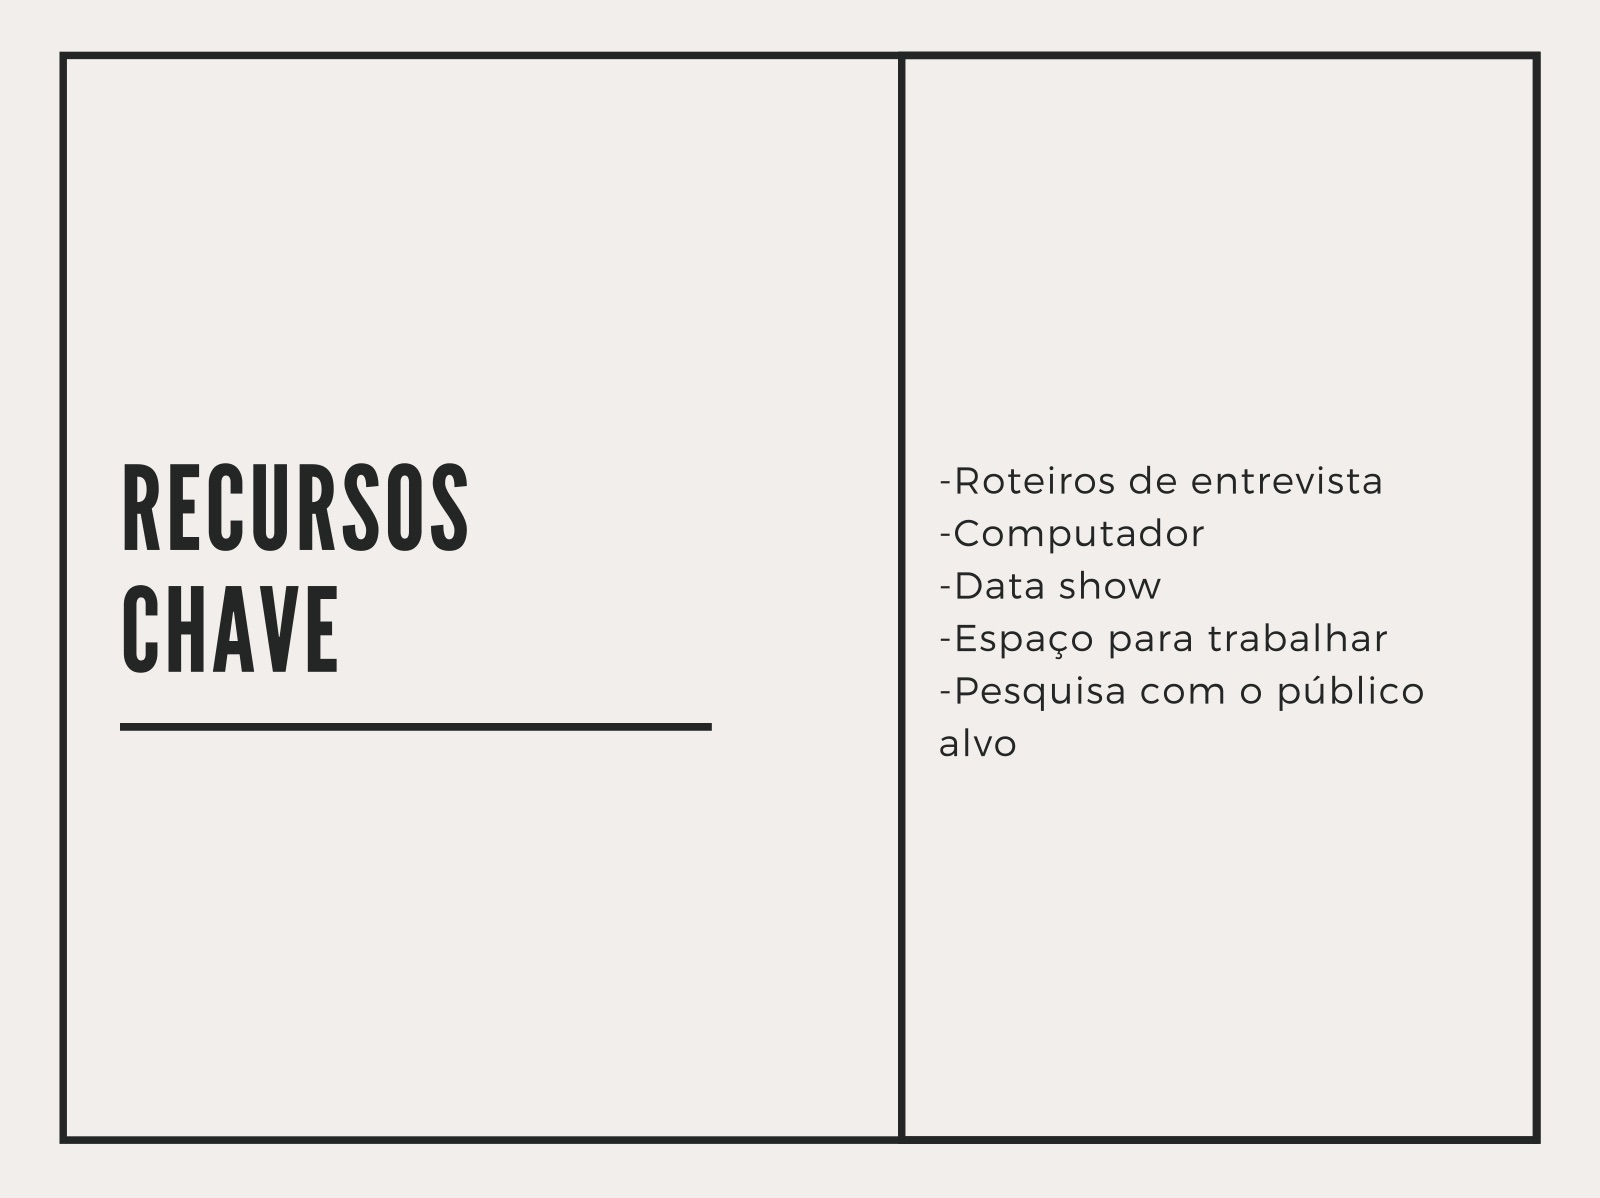 RECURSOS
CHAVE
-Roteiros de entrevista
-Computador
-Data show
-Espaço para trabalhar
-Pesquisa com o público
alvo